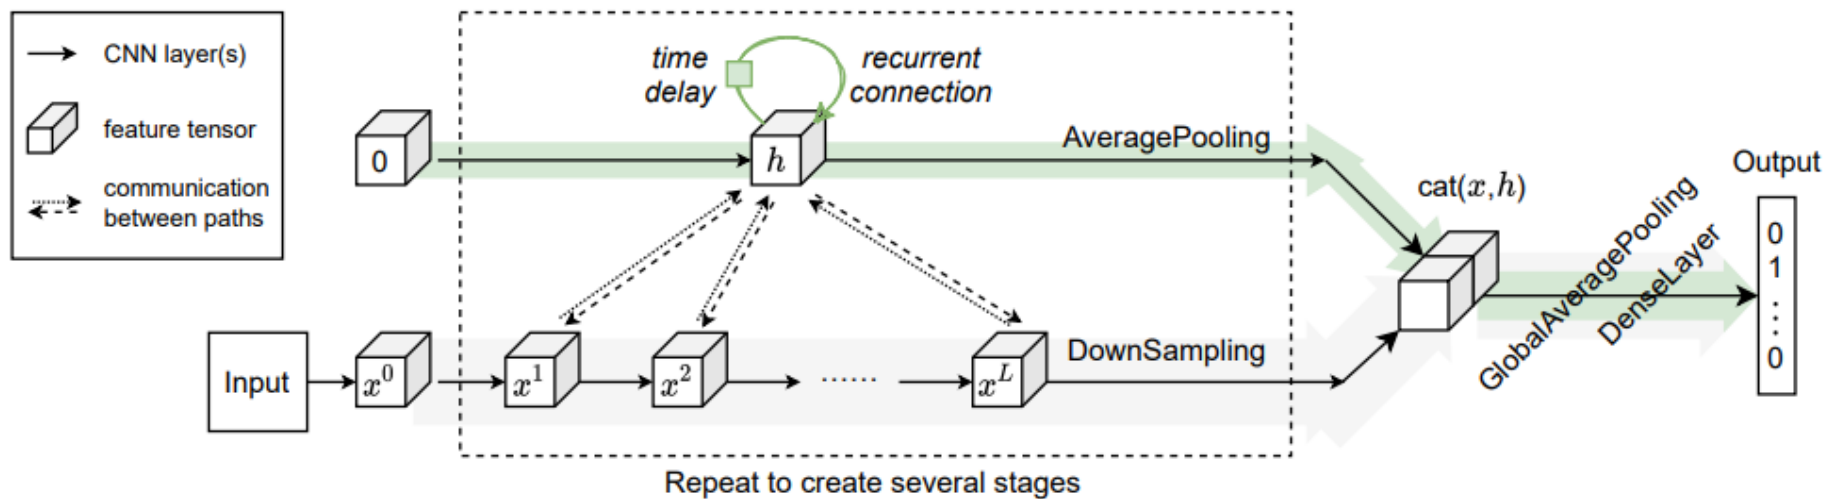 CNN layer(s)
feature tensor
communication
between paths
time
delay
recurrent
connection
0
h
AveragePooling
cat(x,h)
Output
0
1
⋮
0
GlobalAveragePooling
DenseLayer
Input
x^0
x^1
x^2
......
x^L
DownSampling
Repeat to create several stages